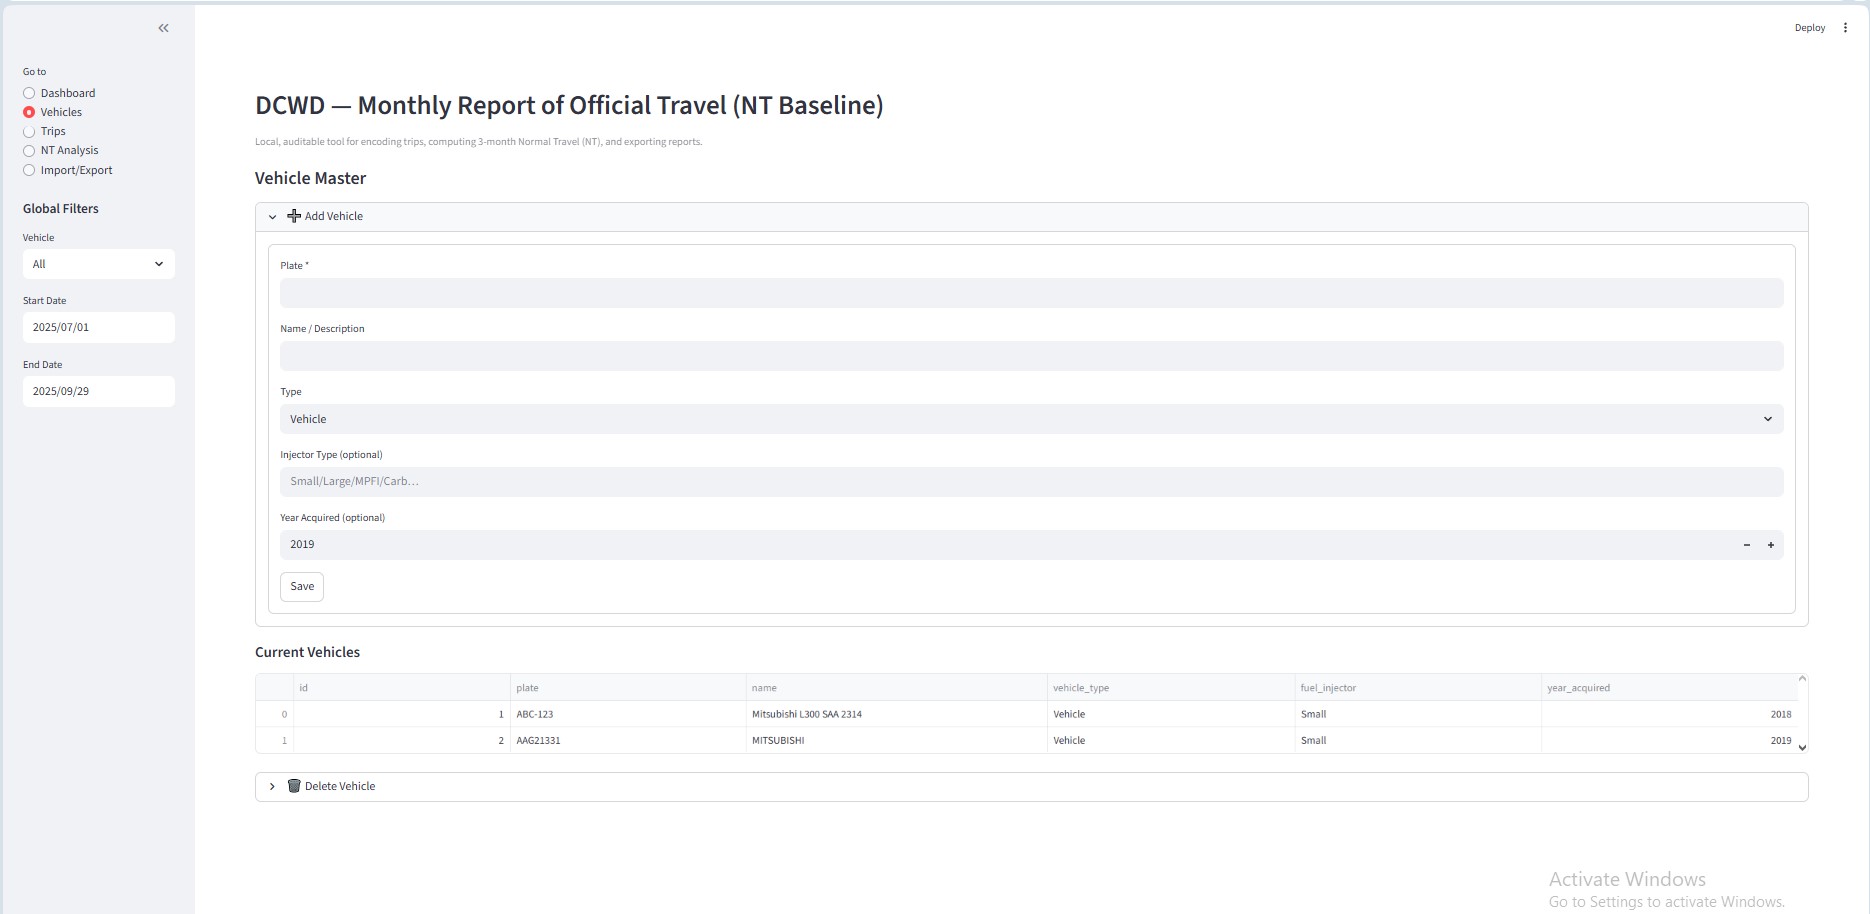 Deploy
Go to
Dashboard
Vehicles
Trips
NT Analysis
Import/Export
Global Filters
Vehicle
All
Start Date
2025/07/01
End Date
2025/09/29
DCWD — Monthly Report of Official Travel (NT Baseline)
Local, auditable tool for encoding trips, computing 3-month Normal Travel (NT), and exporting reports.
Vehicle Master
Add Vehicle
Plate *
Name / Description
Type
Vehicle
Injector Type (optional)
Small/Large/MPFI/Carb...
Year Acquired (optional)
2019
Save
Current Vehicles
id plate name vehicle_type fuel_injector year_acquired
0 1 ABC-123 Mitsubishi L300 SAA 2314 Vehicle Small 2018
1 2 AAG21331 MITSUBISHI Vehicle Small 2019
Delete Vehicle
Activate Windows
Go to Settings to activate Windows.